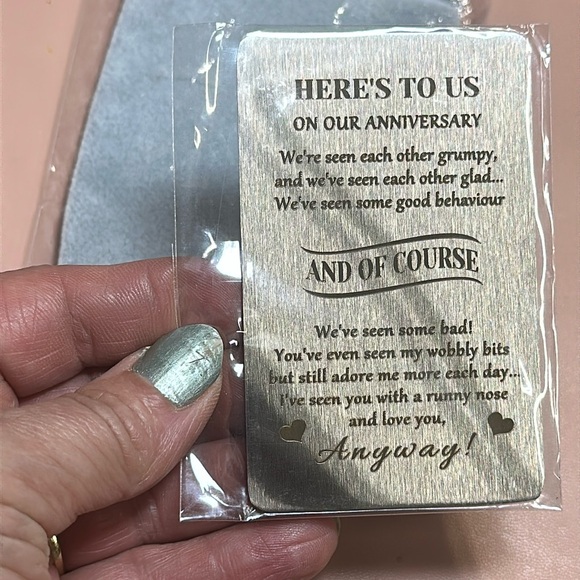 HERE'S TO US
ON OUR ANNIVERSARY
We're seen each other grumpy,
and we've seen each other glad...
We've seen some good behaviour
AND OF COURSE
We've seen some bad!
You've even seen my wobbly bits
but still adore me more each day...
I've seen you with a runny nose
and love you,
Anyway!